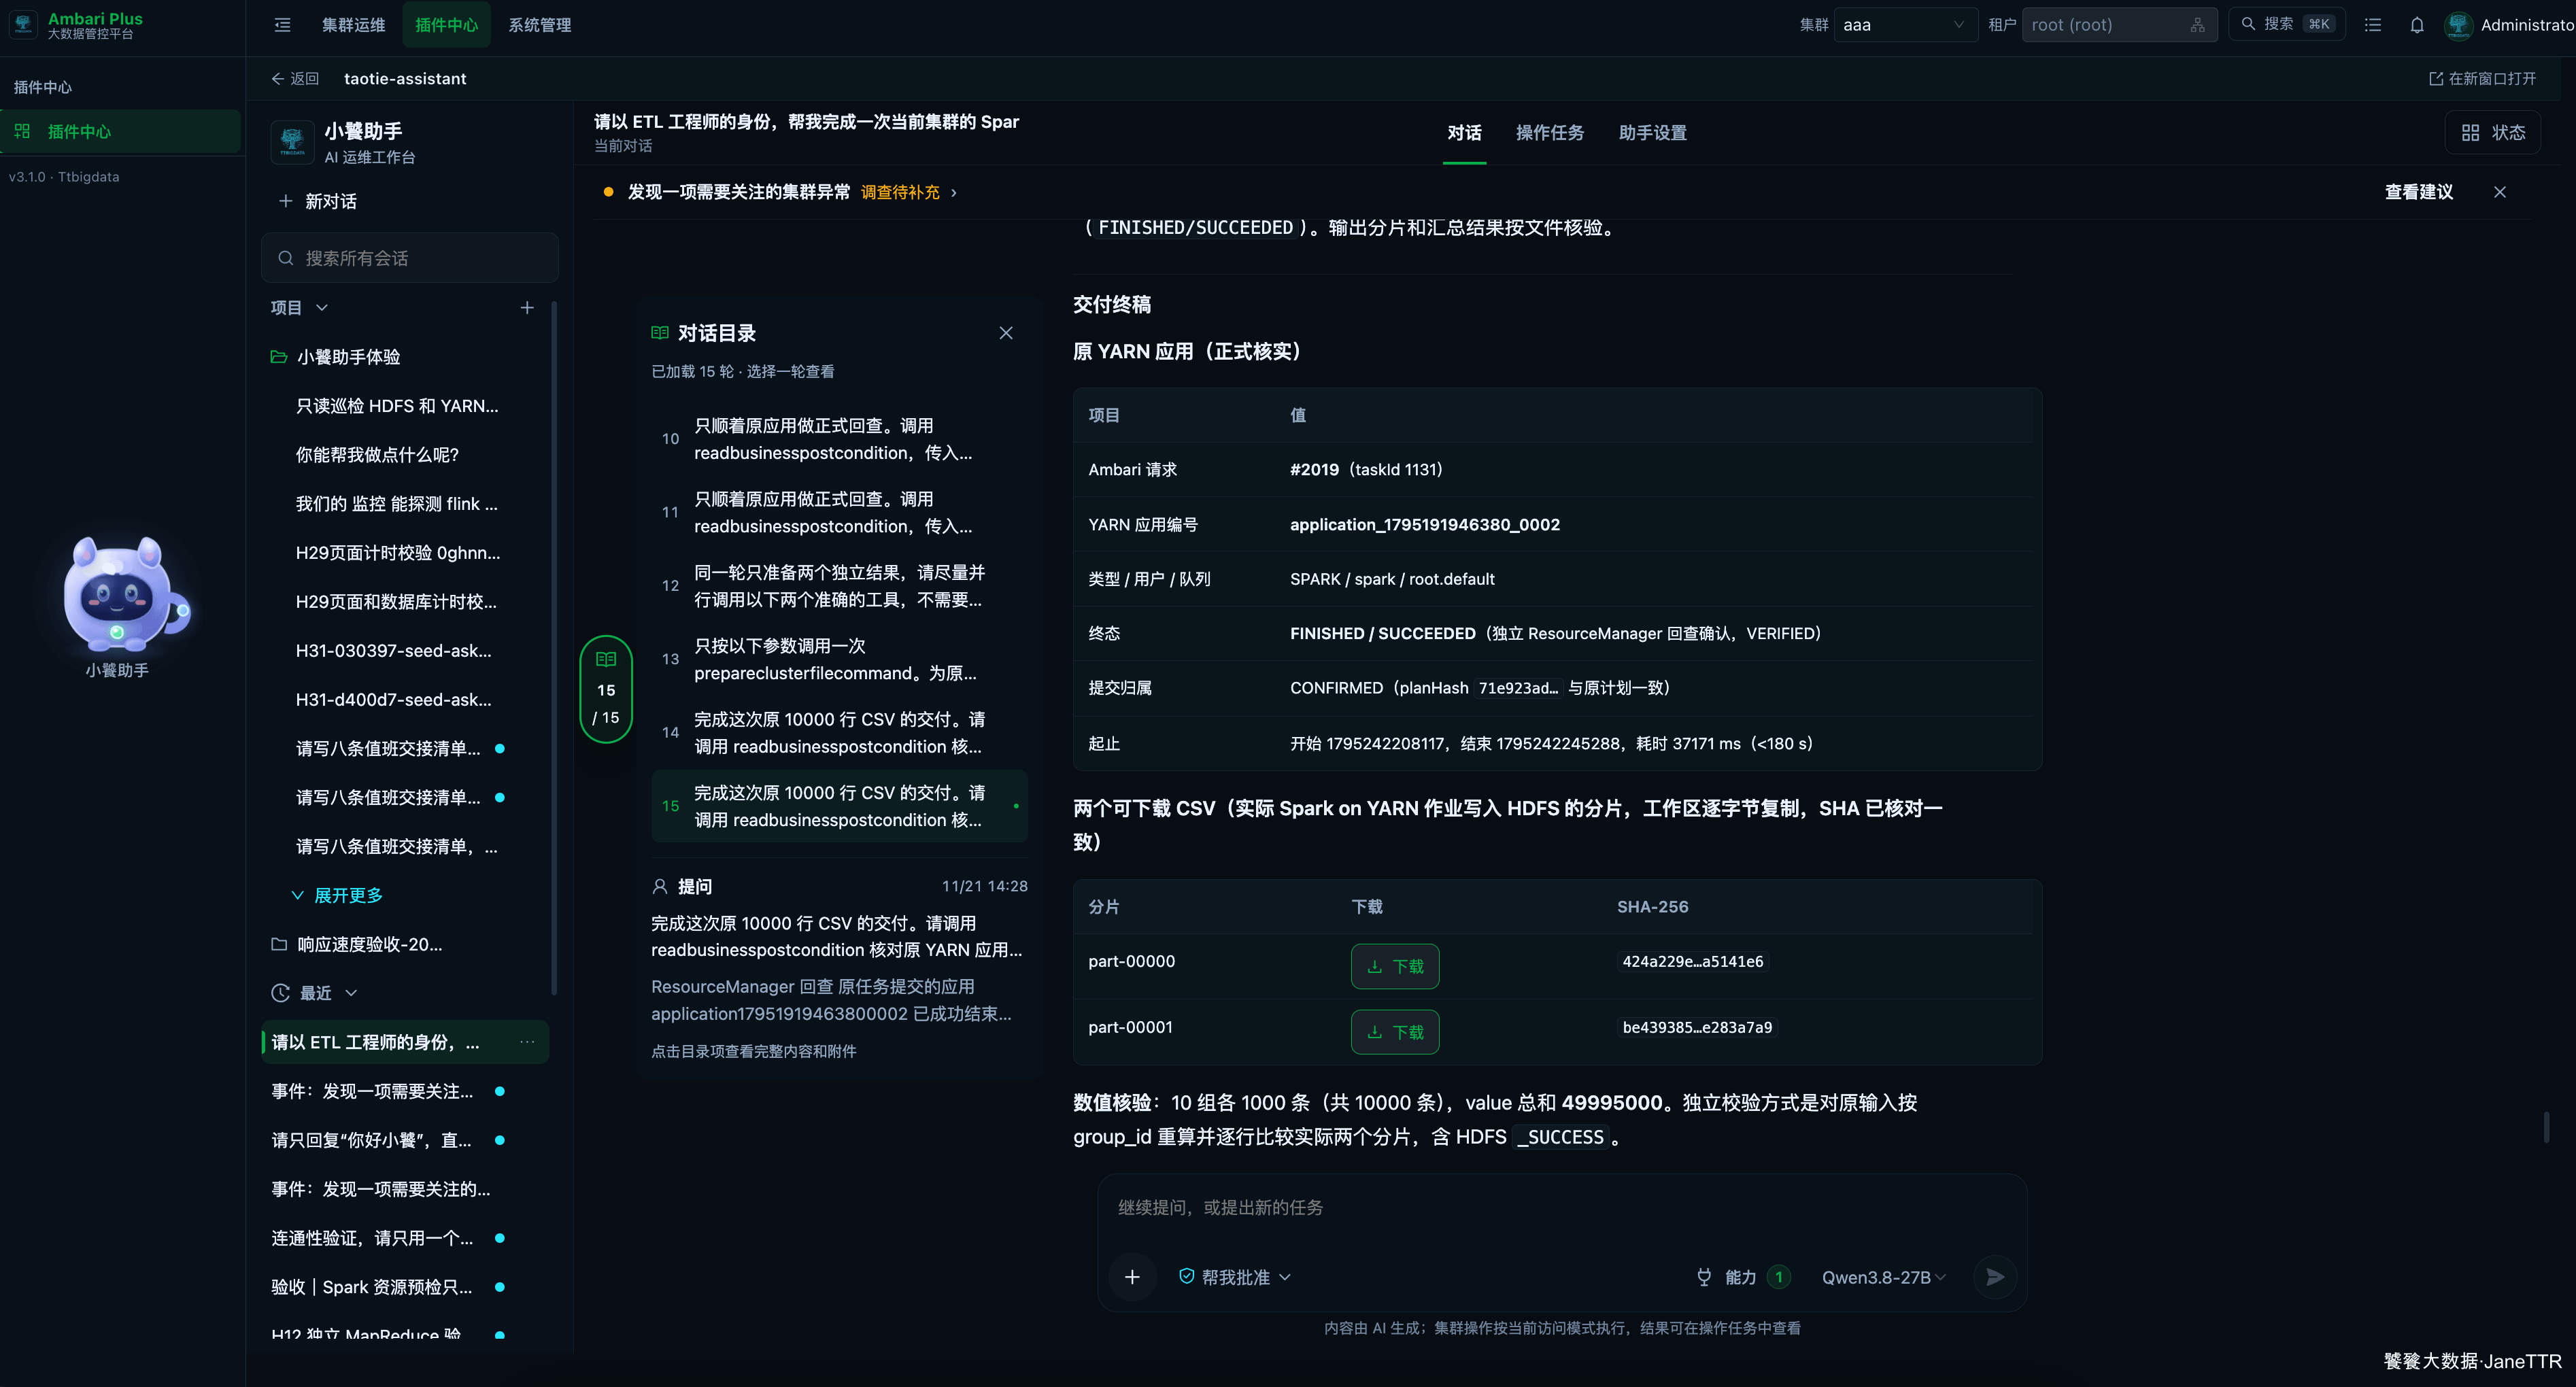 Ambari Plus
大数据管控平台
集群运维
插件中心
系统管理
集群
aaa
租户
root (root)
搜索
⌘K
Administrato
插件中心
插件中心
v3.1.0 · Ttbigdata
小饕助手
返回
taotie-assistant
在新窗口打开
小饕助手
AI 运维工作台
新对话
搜索所有会话
项目
小饕助手体验
只读巡检 HDFS 和 YARN...
你能帮我做点什么呢?
我们的 监控 能探测 flink ...
H29页面计时校验 0ghnn...
H29页面和数据库计时校...
H31-030397-seed-ask...
H31-d400d7-seed-ask...
请写八条值班交接清单...
请写八条值班交接清单...
请写八条值班交接清单，...
展开更多
响应速度验收-20...
最近
请以 ETL 工程师的身份，...
事件：发现一项需要关注...
请只回复“你好小饕”，直...
事件：发现一项需要关注的...
连通性验证，请只用一个...
验收｜Spark 资源预检只...
H12 独立 MapReduce 验
请以 ETL 工程师的身份，帮我完成一次当前集群的 Spar
当前对话
对话
操作任务
助手设置
状态
发现一项需要关注的集群异常
调查待补充 ›
查看建议
15
/ 15
对话目录
已加载 15 轮 · 选择一轮查看
10
只顺着原应用做正式回查。调用
readbusinesspostcondition，传入...
11
只顺着原应用做正式回查。调用
readbusinesspostcondition，传入...
12
同一轮只准备两个独立结果，请尽量并
行调用以下两个准确的工具，不需要...
13
只按以下参数调用一次
prepareclusterfilecommand。为原...
14
完成这次原 10000 行 CSV 的交付。请
调用 readbusinesspostcondition 核...
15
完成这次原 10000 行 CSV 的交付。请
调用 readbusinesspostcondition 核...
提问
11/21 14:28
完成这次原 10000 行 CSV 的交付。请调用
readbusinesspostcondition 核对原 YARN 应用...
ResourceManager 回查 原任务提交的应用
application17951919463800002 已成功结束...
点击目录项查看完整内容和附件
（FINISHED/SUCCEEDED）。输出分片和汇总结果按文件核验。
交付终稿
原 YARN 应用（正式核实）
项目
值
Ambari 请求
#2019（taskId 1131）
YARN 应用编号
application_1795191946380_0002
类型 / 用户 / 队列
SPARK / spark / root.default
终态
FINISHED / SUCCEEDED（独立 ResourceManager 回查确认，VERIFIED）
提交归属
CONFIRMED（planHash 71e923ad… 与原计划一致）
起止
开始 1795242208117，结束 1795242245288，耗时 37171 ms（<180 s）
两个可下载 CSV（实际 Spark on YARN 作业写入 HDFS 的分片，工作区逐字节复制，SHA 已核对一
致）
分片
下载
SHA-256
part-00000
下载
424a229e…a5141e6
part-00001
下载
be439385…e283a7a9
数值核验：10 组各 1000 条（共 10000 条），value 总和 49995000。独立校验方式是对原输入按
group_id 重算并逐行比较实际两个分片，含 HDFS _SUCCESS 。
继续提问，或提出新的任务
帮我批准
能力
1
Qwen3.8-27B
内容由 AI 生成；集群操作按当前访问模式执行，结果可在操作任务中查看
饕餮大数据·JaneTTR